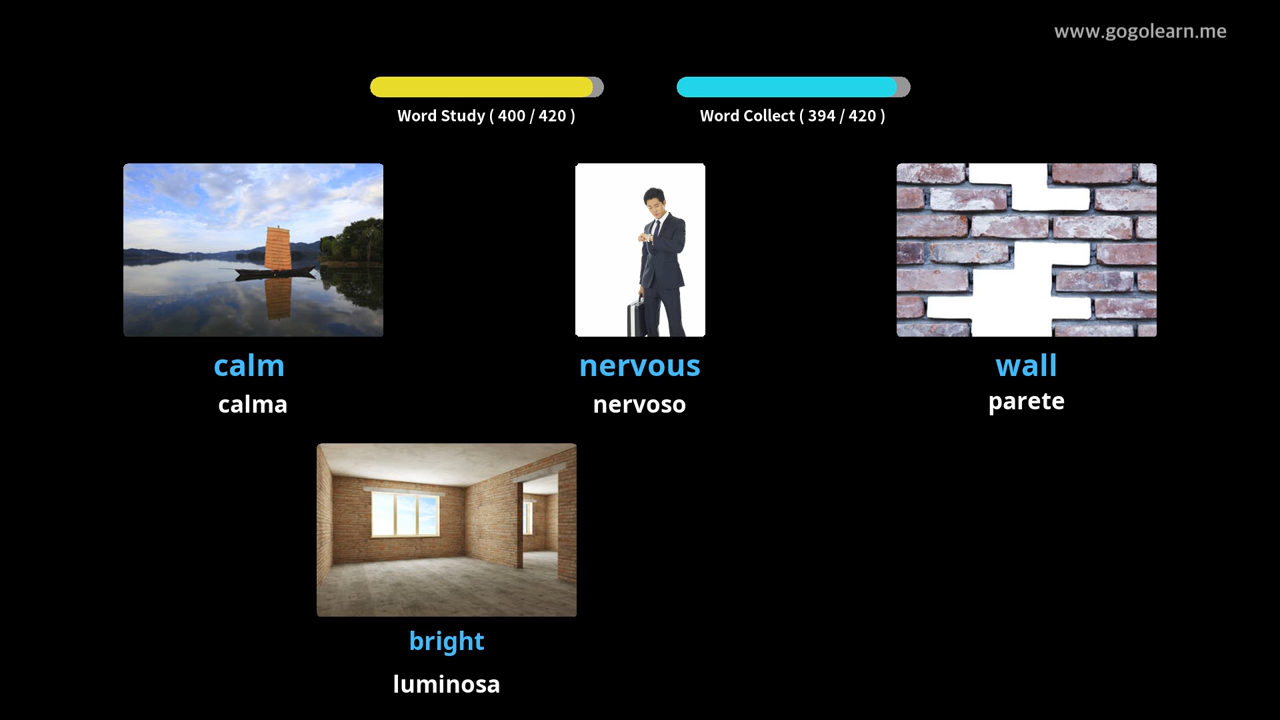 www.gogolearn.me
Word Study ( 400 / 420 )
Word Collect ( 394 / 420 )
calm
calma
nervous
nervoso
wall
parete
bright
luminosa